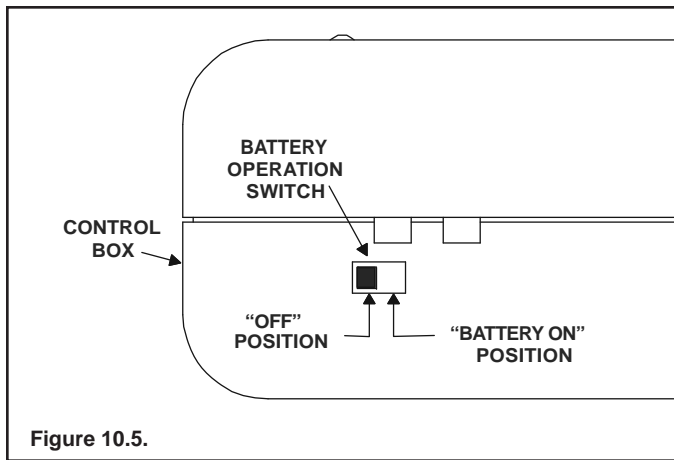 BATTERY
OPERATION
SWITCH
CONTROL
BOX
“OFF”
POSITION
“BATTERY ON”
POSITION
Figure 10.5.